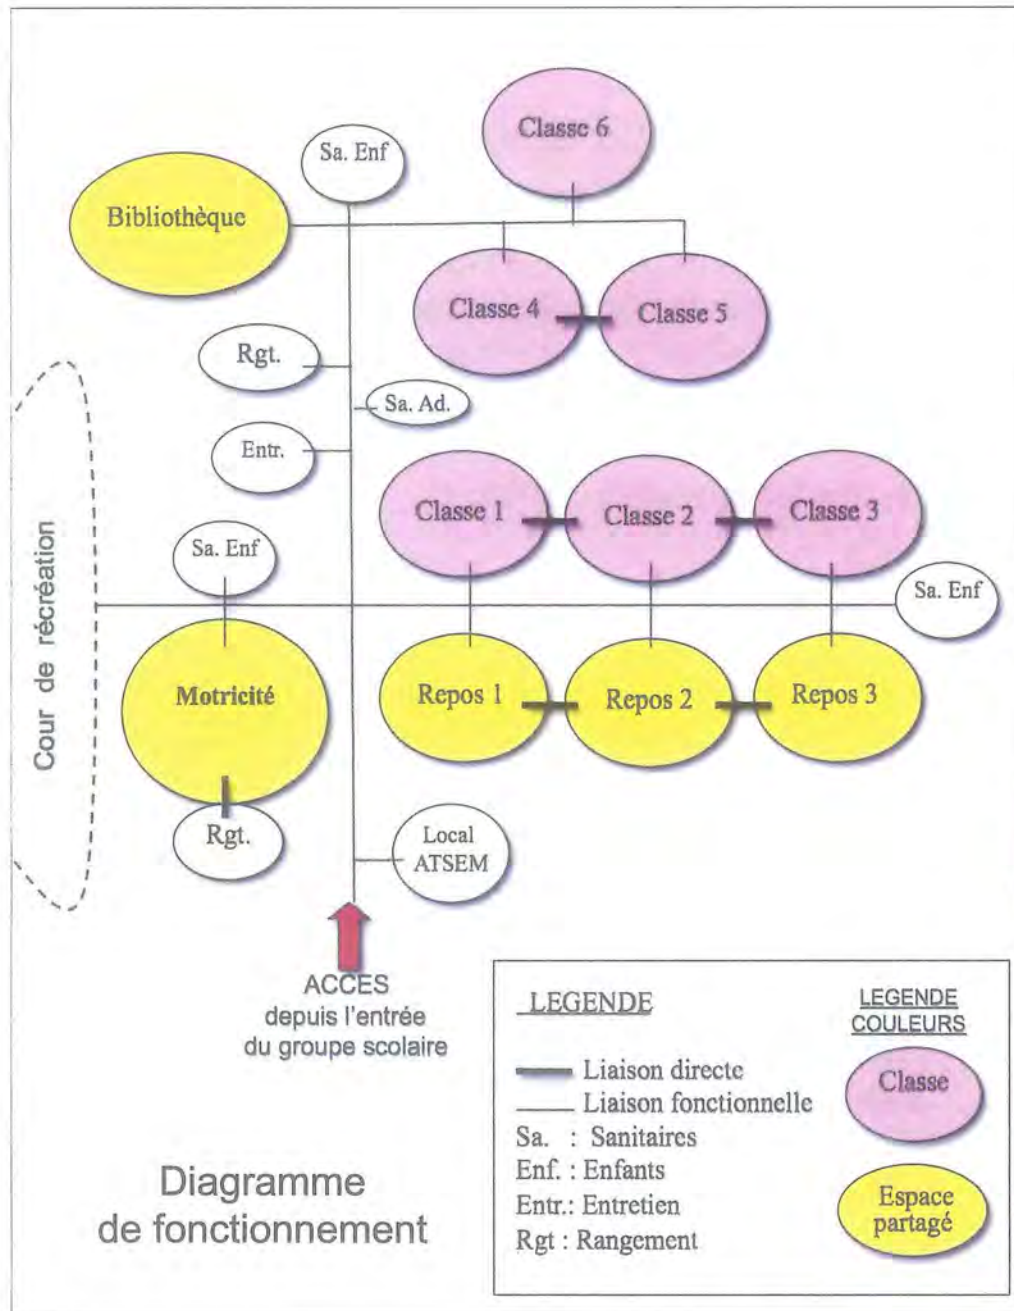 Classe 6
Sa. Enf
Bibliothèque
Classe 4
Classe 5
Rgt.
Sa. Ad.
Entr.
Classe 1
Classe 2
Classe 3
Sa. Enf
Sa. Enf
Cour de récréation
Motricité
Repos 1
Repos 2
Repos 3
Rgt.
Local
ATSEM
ACCES
depuis l'entrée
du groupe scolaire
Diagramme
de fonctionnement
LEGENDE
Liaison directe
Liaison fonctionnelle
Sa. : Sanitaires
Enf. : Enfants
Entr.: Entretien
Rgt : Rangement
LEGENDE
COULEURS
Classe
Espace
partagé